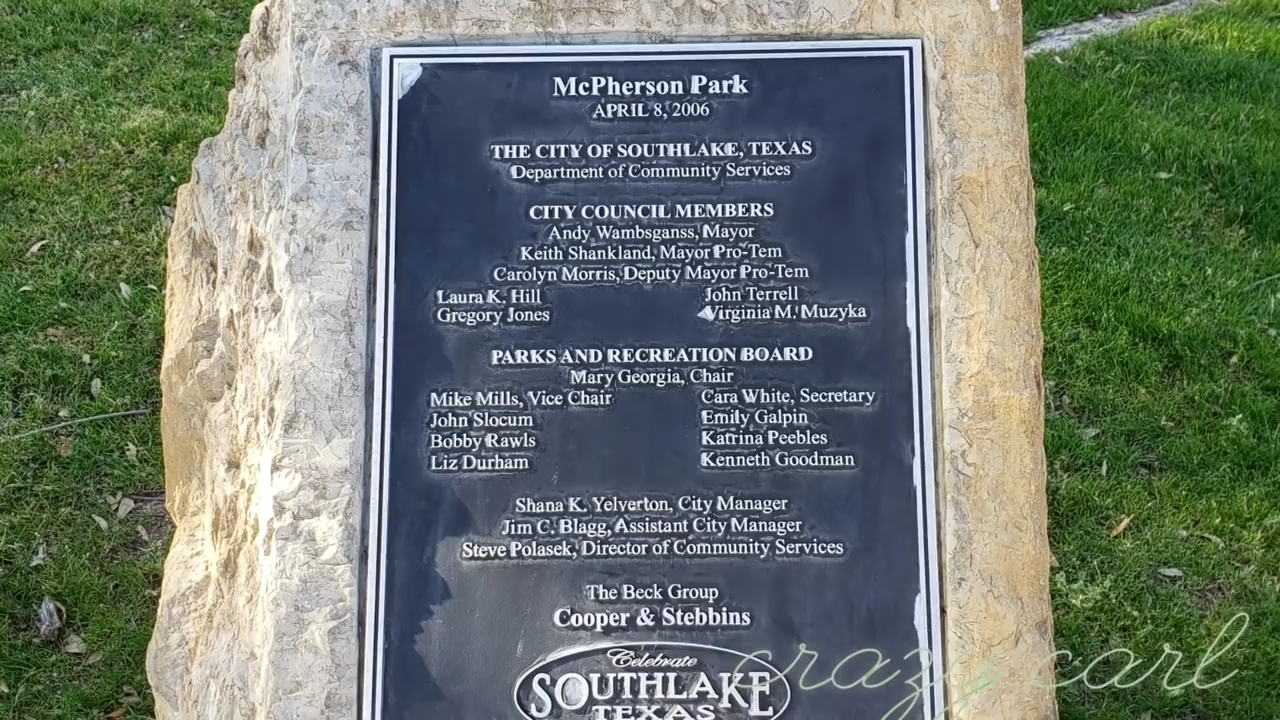 McPherson Park
APRIL 8, 2006
THE CITY OF SOUTHLAKE, TEXAS
Department of Community Services
CITY COUNCIL MEMBERS
Andy Wambsganss, Mayor
Keith Shankland, Mayor Pro-Tem
Carolyn Morris, Deputy Mayor Pro-Tem
Laura K. Hill John Terrell
Gregory Jones Virginia M. Muzyka
PARKS AND RECREATION BOARD
Mary Georgia, Chair
Mike Mills, Vice Chair Cara White, Secretary
John Slocum Emily Galpin
Bobby Rawls Katrina Peebles
Liz Durham Kenneth Goodman
Shana K. Yelverton, City Manager
Jim C. Blagg, Assistant City Manager
Steve Polasek, Director of Community Services
The Beck Group
Cooper & Stebbins
Celebrate
SOUTHLAKE
TEXAS
crazy carl